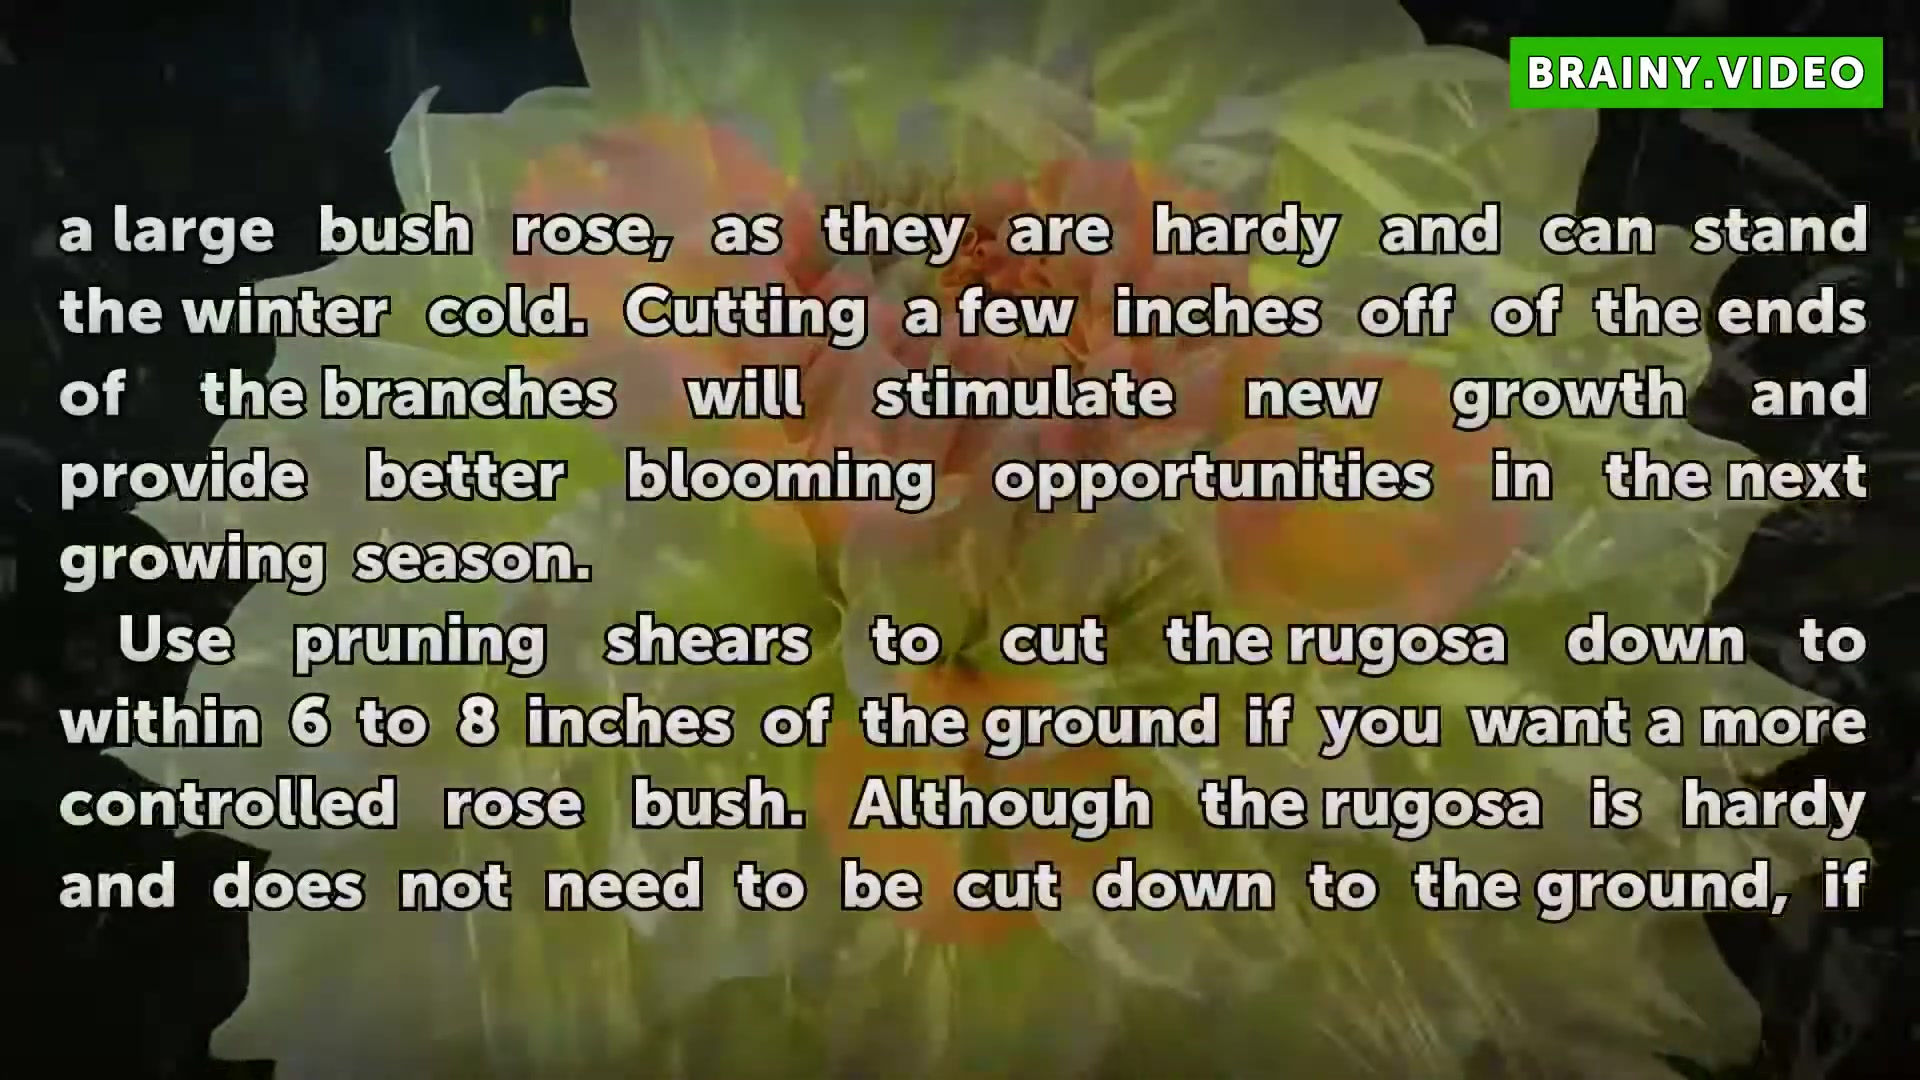 BRAINY.VIDEO
a large bush rose, as they are hardy and can stand
the winter cold. Cutting a few inches off of the ends
of the branches will stimulate new growth and
provide better blooming opportunities in the next
growing season.
Use pruning shears to cut the rugosa down to
within 6 to 8 inches of the ground if you want a more
controlled rose bush. Although the rugosa is hardy
and does not need to be cut down to the ground, if